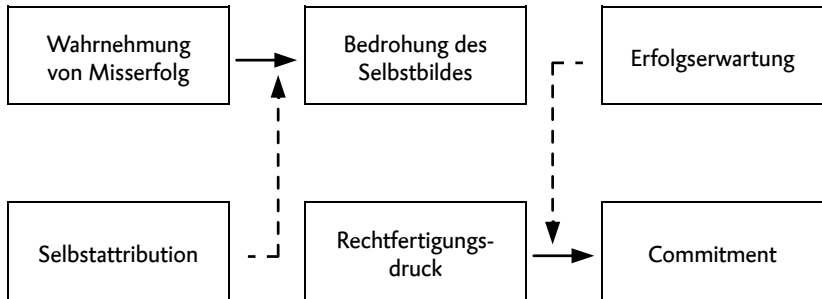 Wahrnehmung
von Misserfolg
Bedrohung des
Selbstbildes
Erfolgserwartung
Selbstattribution
Rechtfertigungs-
druck
Commitment